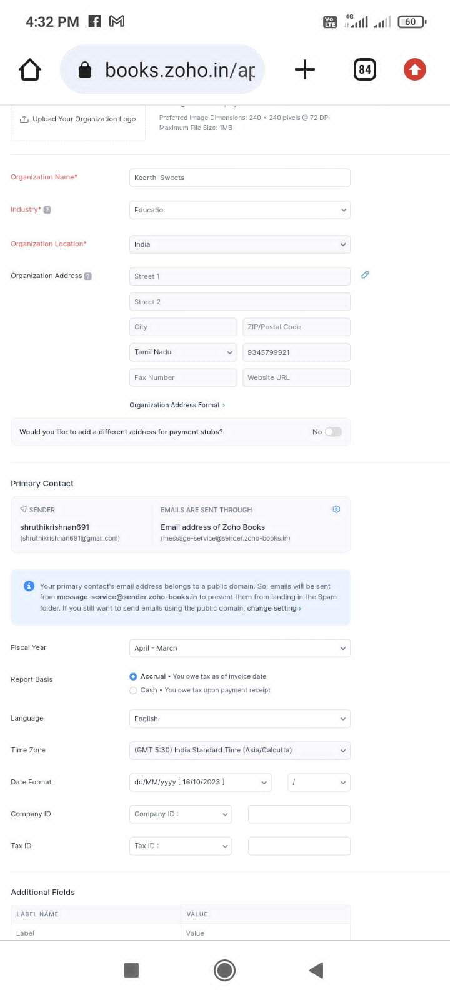 4:32 PM
Vo LTE 4G 60
books.zoho.in/ap
84
Upload Your Organization Logo
Preferred Image Dimensions: 240 × 240 pixels @ 72 DPI
Maximum File Size: 1MB
Organization Name* Keerthi Sweets
Industry* ? Educatio
Organization Location* India
Organization Address ? Street 1
Street 2
City ZIP/Postal Code
Tamil Nadu 9345799921
Fax Number Website URL
Organization Address Format ›
Would you like to add a different address for payment stubs? No
Primary Contact
SENDER EMAILS ARE SENT THROUGH
shruthikrishnan691 Email address of Zoho Books
(shruthikrishnan691@gmail.com) (message-service@sender.zoho-books.in)
Your primary contact's email address belongs to a public domain. So, emails will be sent
from message-service@sender.zoho-books.in to prevent them from landing in the Spam
folder. If you still want to send emails using the public domain, change setting ›
Fiscal Year April - March
Report Basis Accrual • You owe tax as of invoice date
Cash • You owe tax upon payment receipt
Language English
Time Zone (GMT 5:30) India Standard Time (Asia/Calcutta)
Date Format dd/MM/yyyy [ 16/10/2023 ] /
Company ID Company ID :
Tax ID Tax ID :
Additional Fields
LABEL NAME VALUE
Label Value